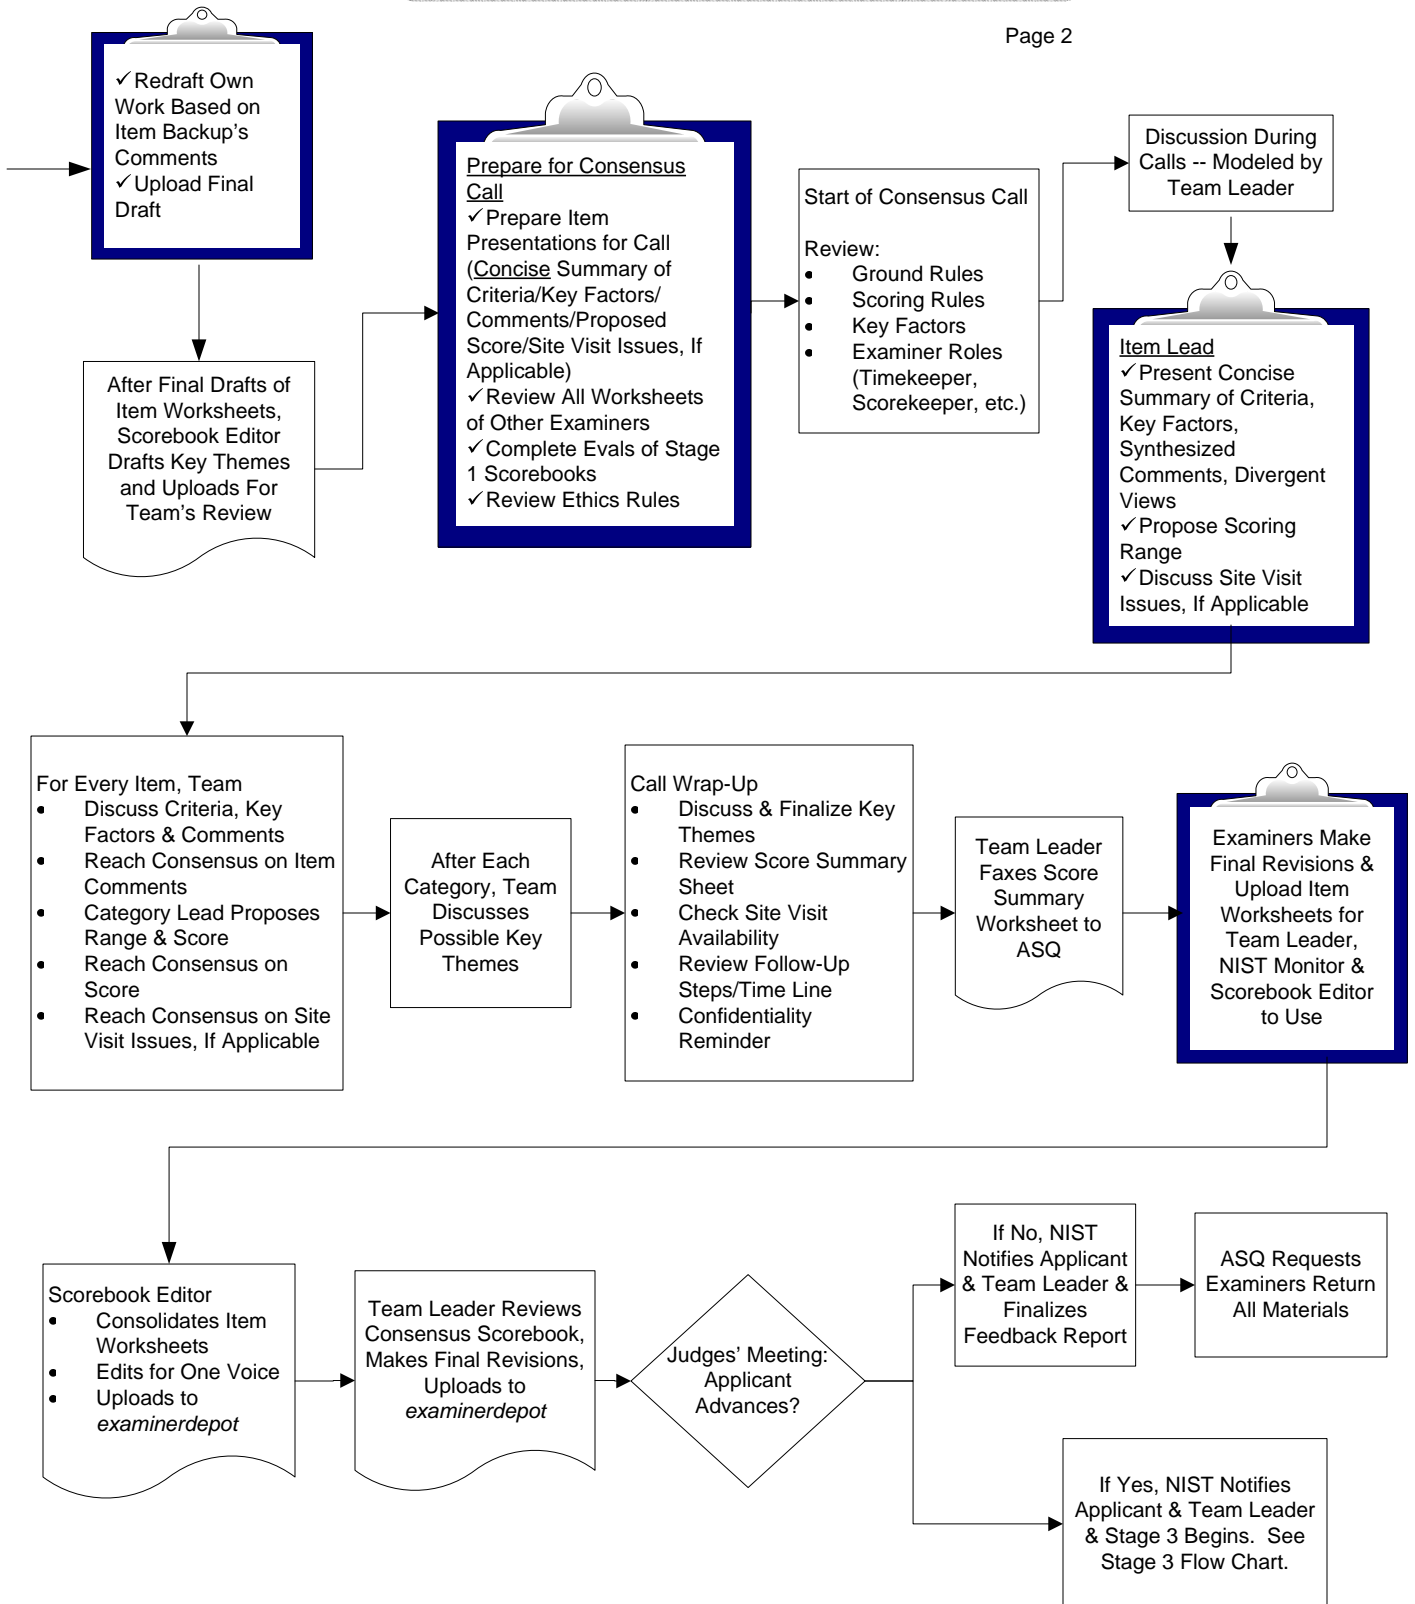 Page 2
✓Redraft Own
Work Based on
Item Backup's
Comments
✓Upload Final
Draft
After Final Drafts of
Item Worksheets,
Scorebook Editor
Drafts Key Themes
and Uploads For
Team's Review
Prepare for Consensus
Call
✓Prepare Item
Presentations for Call
(Concise Summary of
Criteria/Key Factors/
Comments/Proposed
Score/Site Visit Issues, If
Applicable)
✓Review All Worksheets
of Other Examiners
✓Complete Evals of Stage
1 Scorebooks
✓Review Ethics Rules
Start of Consensus Call
Review:
• Ground Rules
• Scoring Rules
• Key Factors
• Examiner Roles
(Timekeeper,
Scorekeeper, etc.)
Discussion During
Calls -- Modeled by
Team Leader
Item Lead
✓Present Concise
Summary of Criteria,
Key Factors,
Synthesized
Comments, Divergent
Views
✓Propose Scoring
Range
✓Discuss Site Visit
Issues, If Applicable
For Every Item, Team
• Discuss Criteria, Key
Factors & Comments
• Reach Consensus on Item
Comments
• Category Lead Proposes
Range & Score
• Reach Consensus on
Score
• Reach Consensus on Site
Visit Issues, If Applicable
After Each
Category, Team
Discusses
Possible Key
Themes
Call Wrap-Up
• Discuss & Finalize Key
Themes
• Review Score Summary
Sheet
• Check Site Visit
Availability
• Review Follow-Up
Steps/Time Line
• Confidentiality
Reminder
Team Leader
Faxes Score
Summary
Worksheet to
ASQ
Examiners Make
Final Revisions &
Upload Item
Worksheets for
Team Leader,
NIST Monitor &
Scorebook Editor
to Use
Scorebook Editor
• Consolidates Item
Worksheets
• Edits for One Voice
• Uploads to
examinerdepot
Team Leader Reviews
Consensus Scorebook,
Makes Final Revisions,
Uploads to
examinerdepot
Judges' Meeting:
Applicant
Advances?
If No, NIST
Notifies Applicant
& Team Leader &
Finalizes
Feedback Report
ASQ Requests
Examiners Return
All Materials
If Yes, NIST Notifies
Applicant & Team Leader
& Stage 3 Begins.  See
Stage 3 Flow Chart.